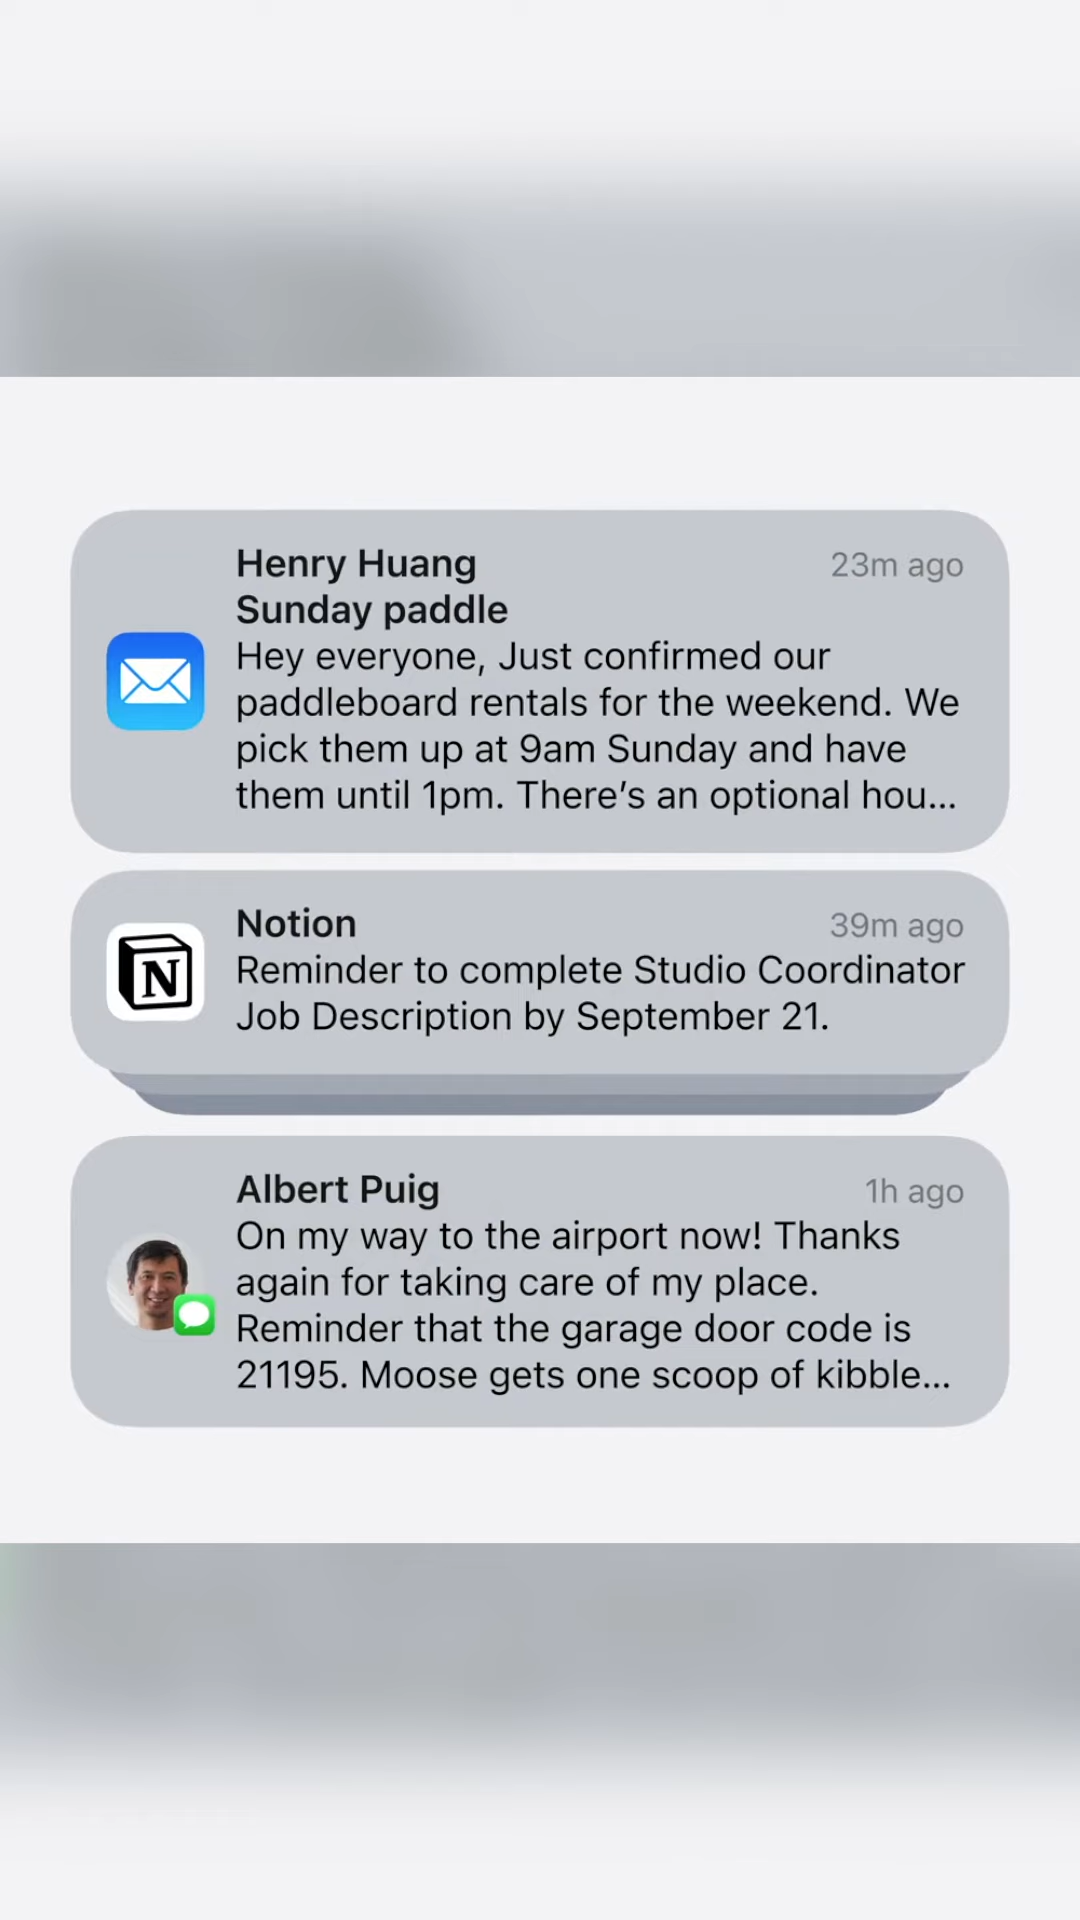 Henry Huang
23m ago
Sunday paddle
Hey everyone, Just confirmed our
paddleboard rentals for the weekend. We
pick them up at 9am Sunday and have
them until 1pm. There’s an optional hou...
N
Notion
39m ago
Reminder to complete Studio Coordinator
Job Description by September 21.
Albert Puig
1h ago
On my way to the airport now! Thanks
again for taking care of my place.
Reminder that the garage door code is
21195. Moose gets one scoop of kibble...